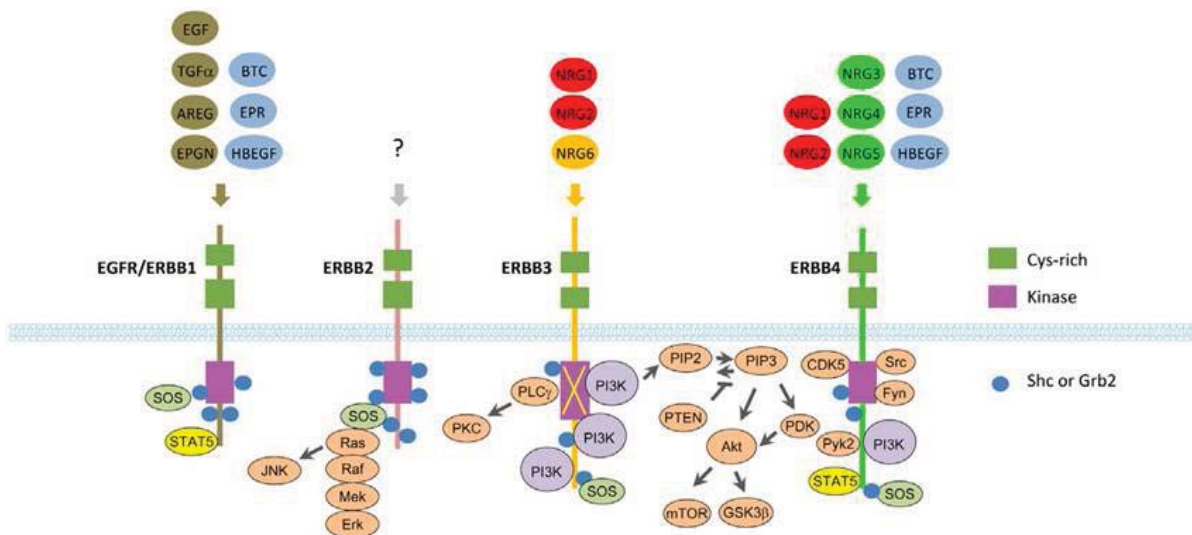 EGF
TGFα
BTC
AREG
EPR
EPGN
HBEGF
?
NRG1
NRG2
NRG6
NRG3
BTC
NRG1
NRG4
EPR
NRG2
NRG5
HBEGF
EGFR/ERBB1
ERBB2
ERBB3
ERBB4
Cys-rich
Kinase
Shc or Grb2
SOS
STAT5
SOS
Ras
JNK
Raf
Mek
Erk
PLCγ
PKC
PI3K
PI3K
PI3K
SOS
PIP2
PIP3
PTEN
PDK
Akt
mTOR
GSK3β
CDK5
Src
Fyn
Pyk2
PI3K
STAT5
SOS